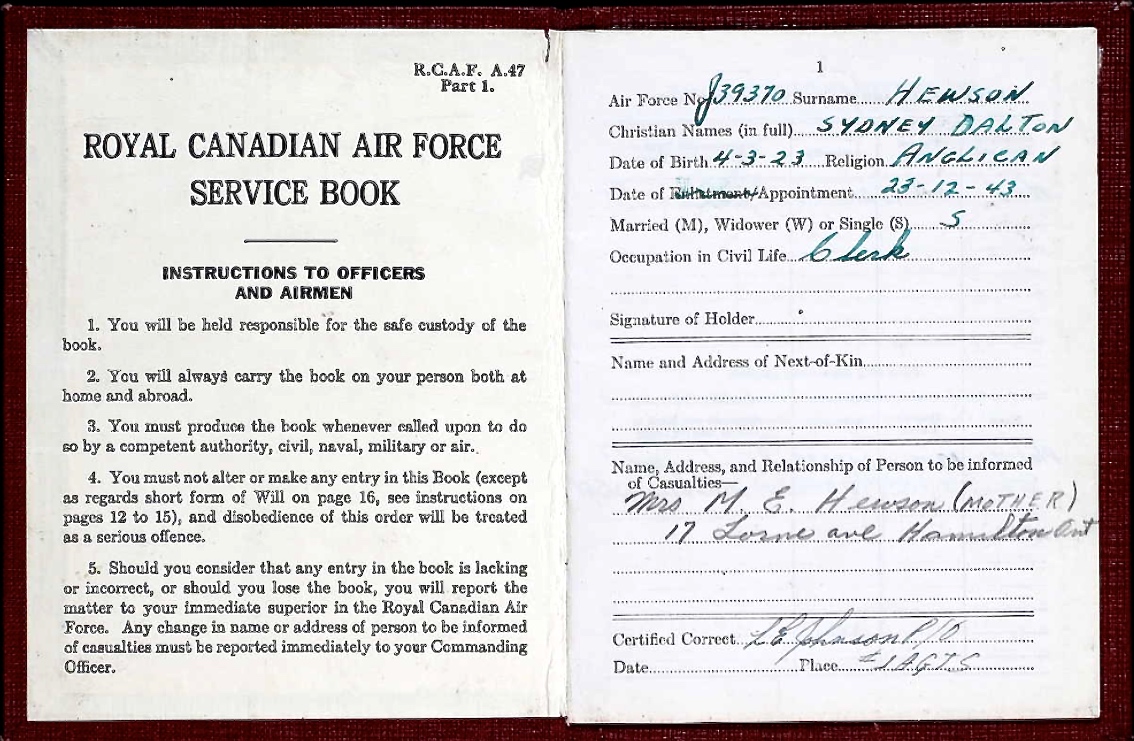 R.C.A.F. A.47
Part 1.
ROYAL CANADIAN AIR FORCE
SERVICE BOOK
INSTRUCTIONS TO OFFICERS
AND AIRMEN
1. You will be held responsible for the safe custody of the
book.
2. You will always carry the book on your person both at
home and abroad.
3. You must produce the book whenever called upon to do
so by a competent authority, civil, naval, military or air.
4. You must not alter or make any entry in this Book (except
as regards short form of Will on page 16, see instructions on
pages 12 to 15), and disobedience of this order will be treated
as a serious offence.
5. Should you consider that any entry in the book is lacking
or incorrect, or should you lose the book, you will report the
matter to your immediate superior in the Royal Canadian Air
Force. Any change in name or address of person to be informed
of casualties must be reported immediately to your Commanding
Officer.
1
Air Force No J39370 Surname HEWSON
Christian Names (in full) SYDNEY DALTON
Date of Birth 4-3-23 Religion ANGLICAN
Date of Enlistment/Appointment 23-12-43
Married (M), Widower (W) or Single (S) S
Occupation in Civil Life Clerk
Signature of Holder
Name and Address of Next-of-Kin
Name, Address, and Relationship of Person to be informed
of Casualties—
Mrs M. E. Hewson (MOTHER)
17 Lorne ave Hamilton Ont
Certified Correct Johnson P/O
Date Place #1 AGTS